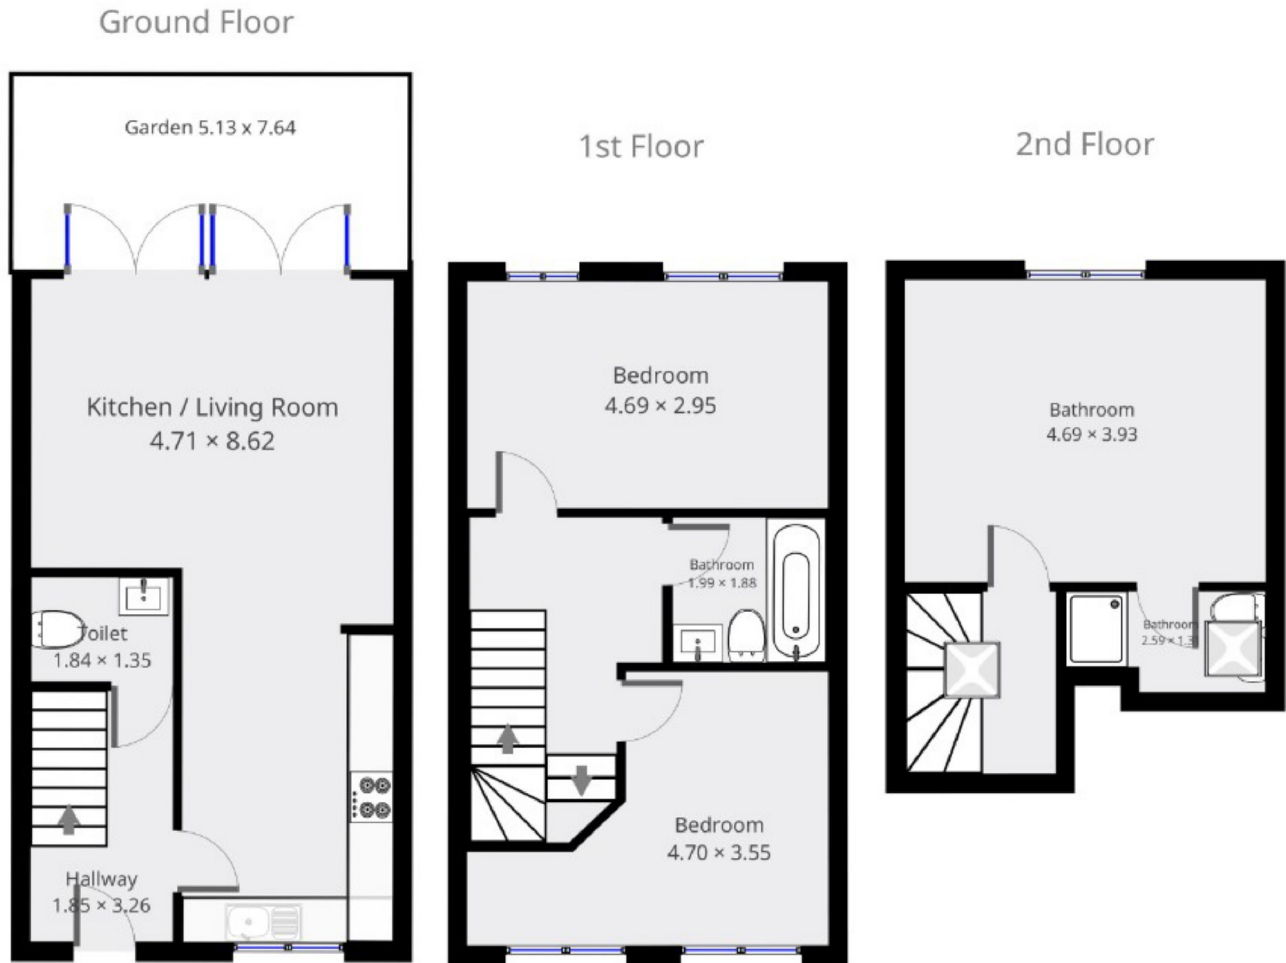 Ground Floor
Garden 5.13 x 7.64
Kitchen / Living Room
4.71 × 8.62
Toilet
1.84 × 1.35
Hallway
1.85 × 3.26
1st Floor
Bedroom
4.69 × 2.95
Bathroom
1.99 × 1.88
Bedroom
4.70 × 3.55
2nd Floor
Bathroom
4.69 × 3.93
Bathroom
2.59 ×